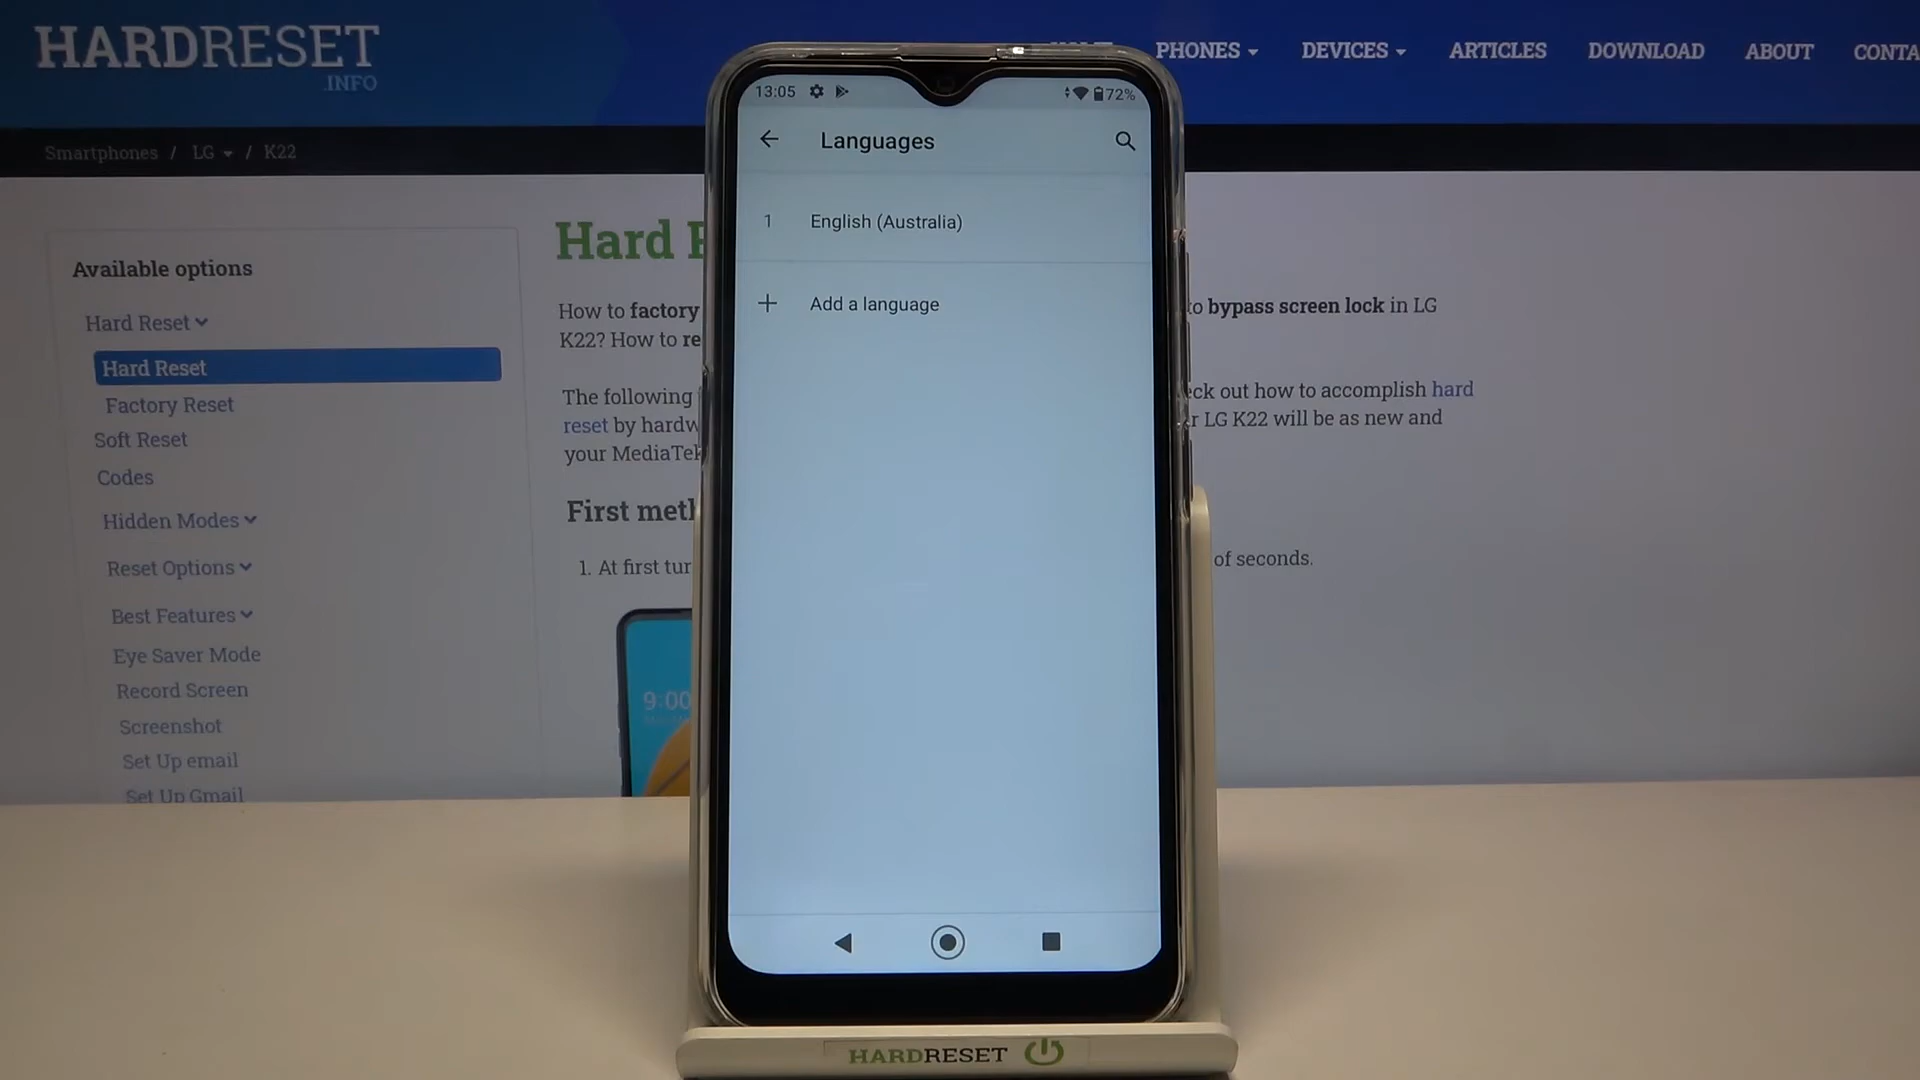 HARDRESET
.INFO
PHONES
DEVICES
ARTICLES
DOWNLOAD
ABOUT
CONTA
Smartphones / LG / K22
Available options
Hard Reset
Hard Reset
Factory Reset
Soft Reset
Codes
Hidden Modes
Reset Options
Best Features
Eye Saver Mode
Record Screen
Screenshot
Set Up email
Set Up Gmail
Hard
How to factory
to bypass screen lock in LG
K22? How to re
The following
eck out how to accomplish hard
reset by hardw
r LG K22 will be as new and
your MediaTek
First meth
1. At first tur
of seconds.
9:00
13:05
72%
Languages
1 English (Australia)
+ Add a language
HARDRESET